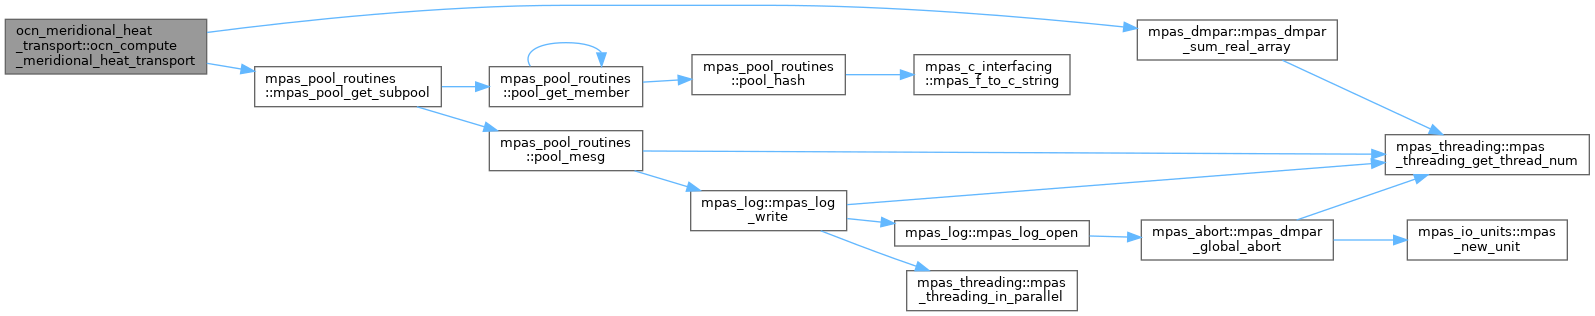 ocn_meridional_heat
_transport::ocn_compute
_meridional_heat_transport
mpas_dmpar::mpas_dmpar
_sum_real_array
mpas_pool_routines
::mpas_pool_get_subpool
mpas_pool_routines
::pool_get_member
mpas_pool_routines
::pool_hash
mpas_c_interfacing
::mpas_f_to_c_string
mpas_pool_routines
::pool_mesg
mpas_threading::mpas
_threading_get_thread_num
mpas_log::mpas_log
_write
mpas_log::mpas_log_open
mpas_abort::mpas_dmpar
_global_abort
mpas_io_units::mpas
_new_unit
mpas_threading::mpas
_threading_in_parallel